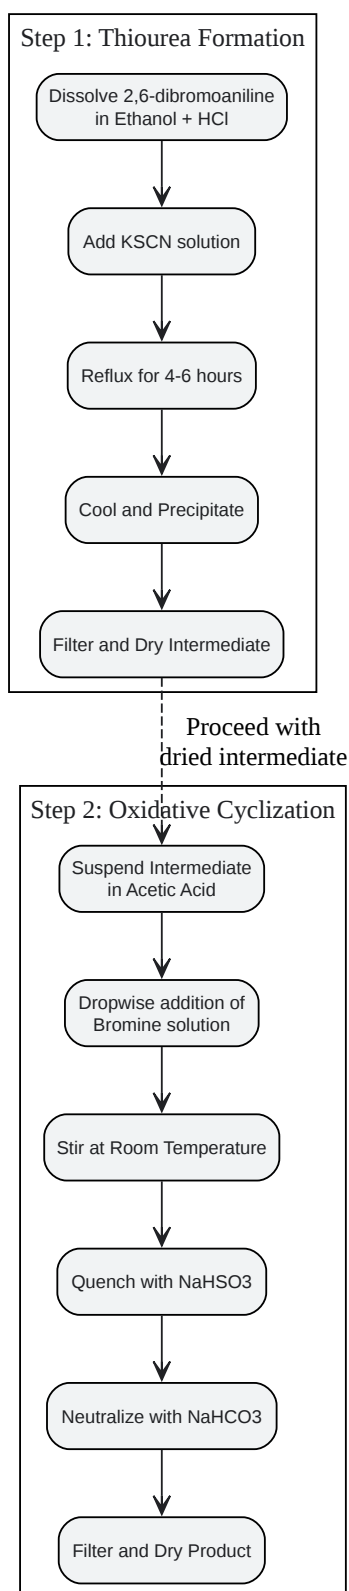 Step 1: Thiourea Formation
Dissolve 2,6-dibromoaniline
in Ethanol + HCl
Add KSCN solution
Reflux for 4-6 hours
Cool and Precipitate
Filter and Dry Intermediate
Proceed with
dried intermediate
Step 2: Oxidative Cyclization
Suspend Intermediate
in Acetic Acid
Dropwise addition of
Bromine solution
Stir at Room Temperature
Quench with NaHSO3
Neutralize with NaHCO3
Filter and Dry Product